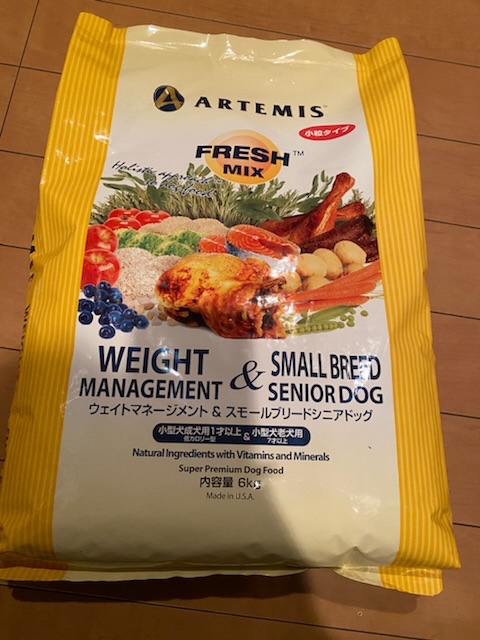 ARTEMIS™
小粒タイプ
FRESH™
MIX
Holistic approach
WEIGHT
MANAGEMENT
&
SMALL BREED
SENIOR DOG
ウェイトマネージメント & スモールブリードシニアドッグ
小型犬成犬用1才以上 & 小型犬老犬用
低カロリー型 7才以上
Natural Ingredients with Vitamins and Minerals
Super Premium Dog Food
内容量 6kg
Made in U.S.A.